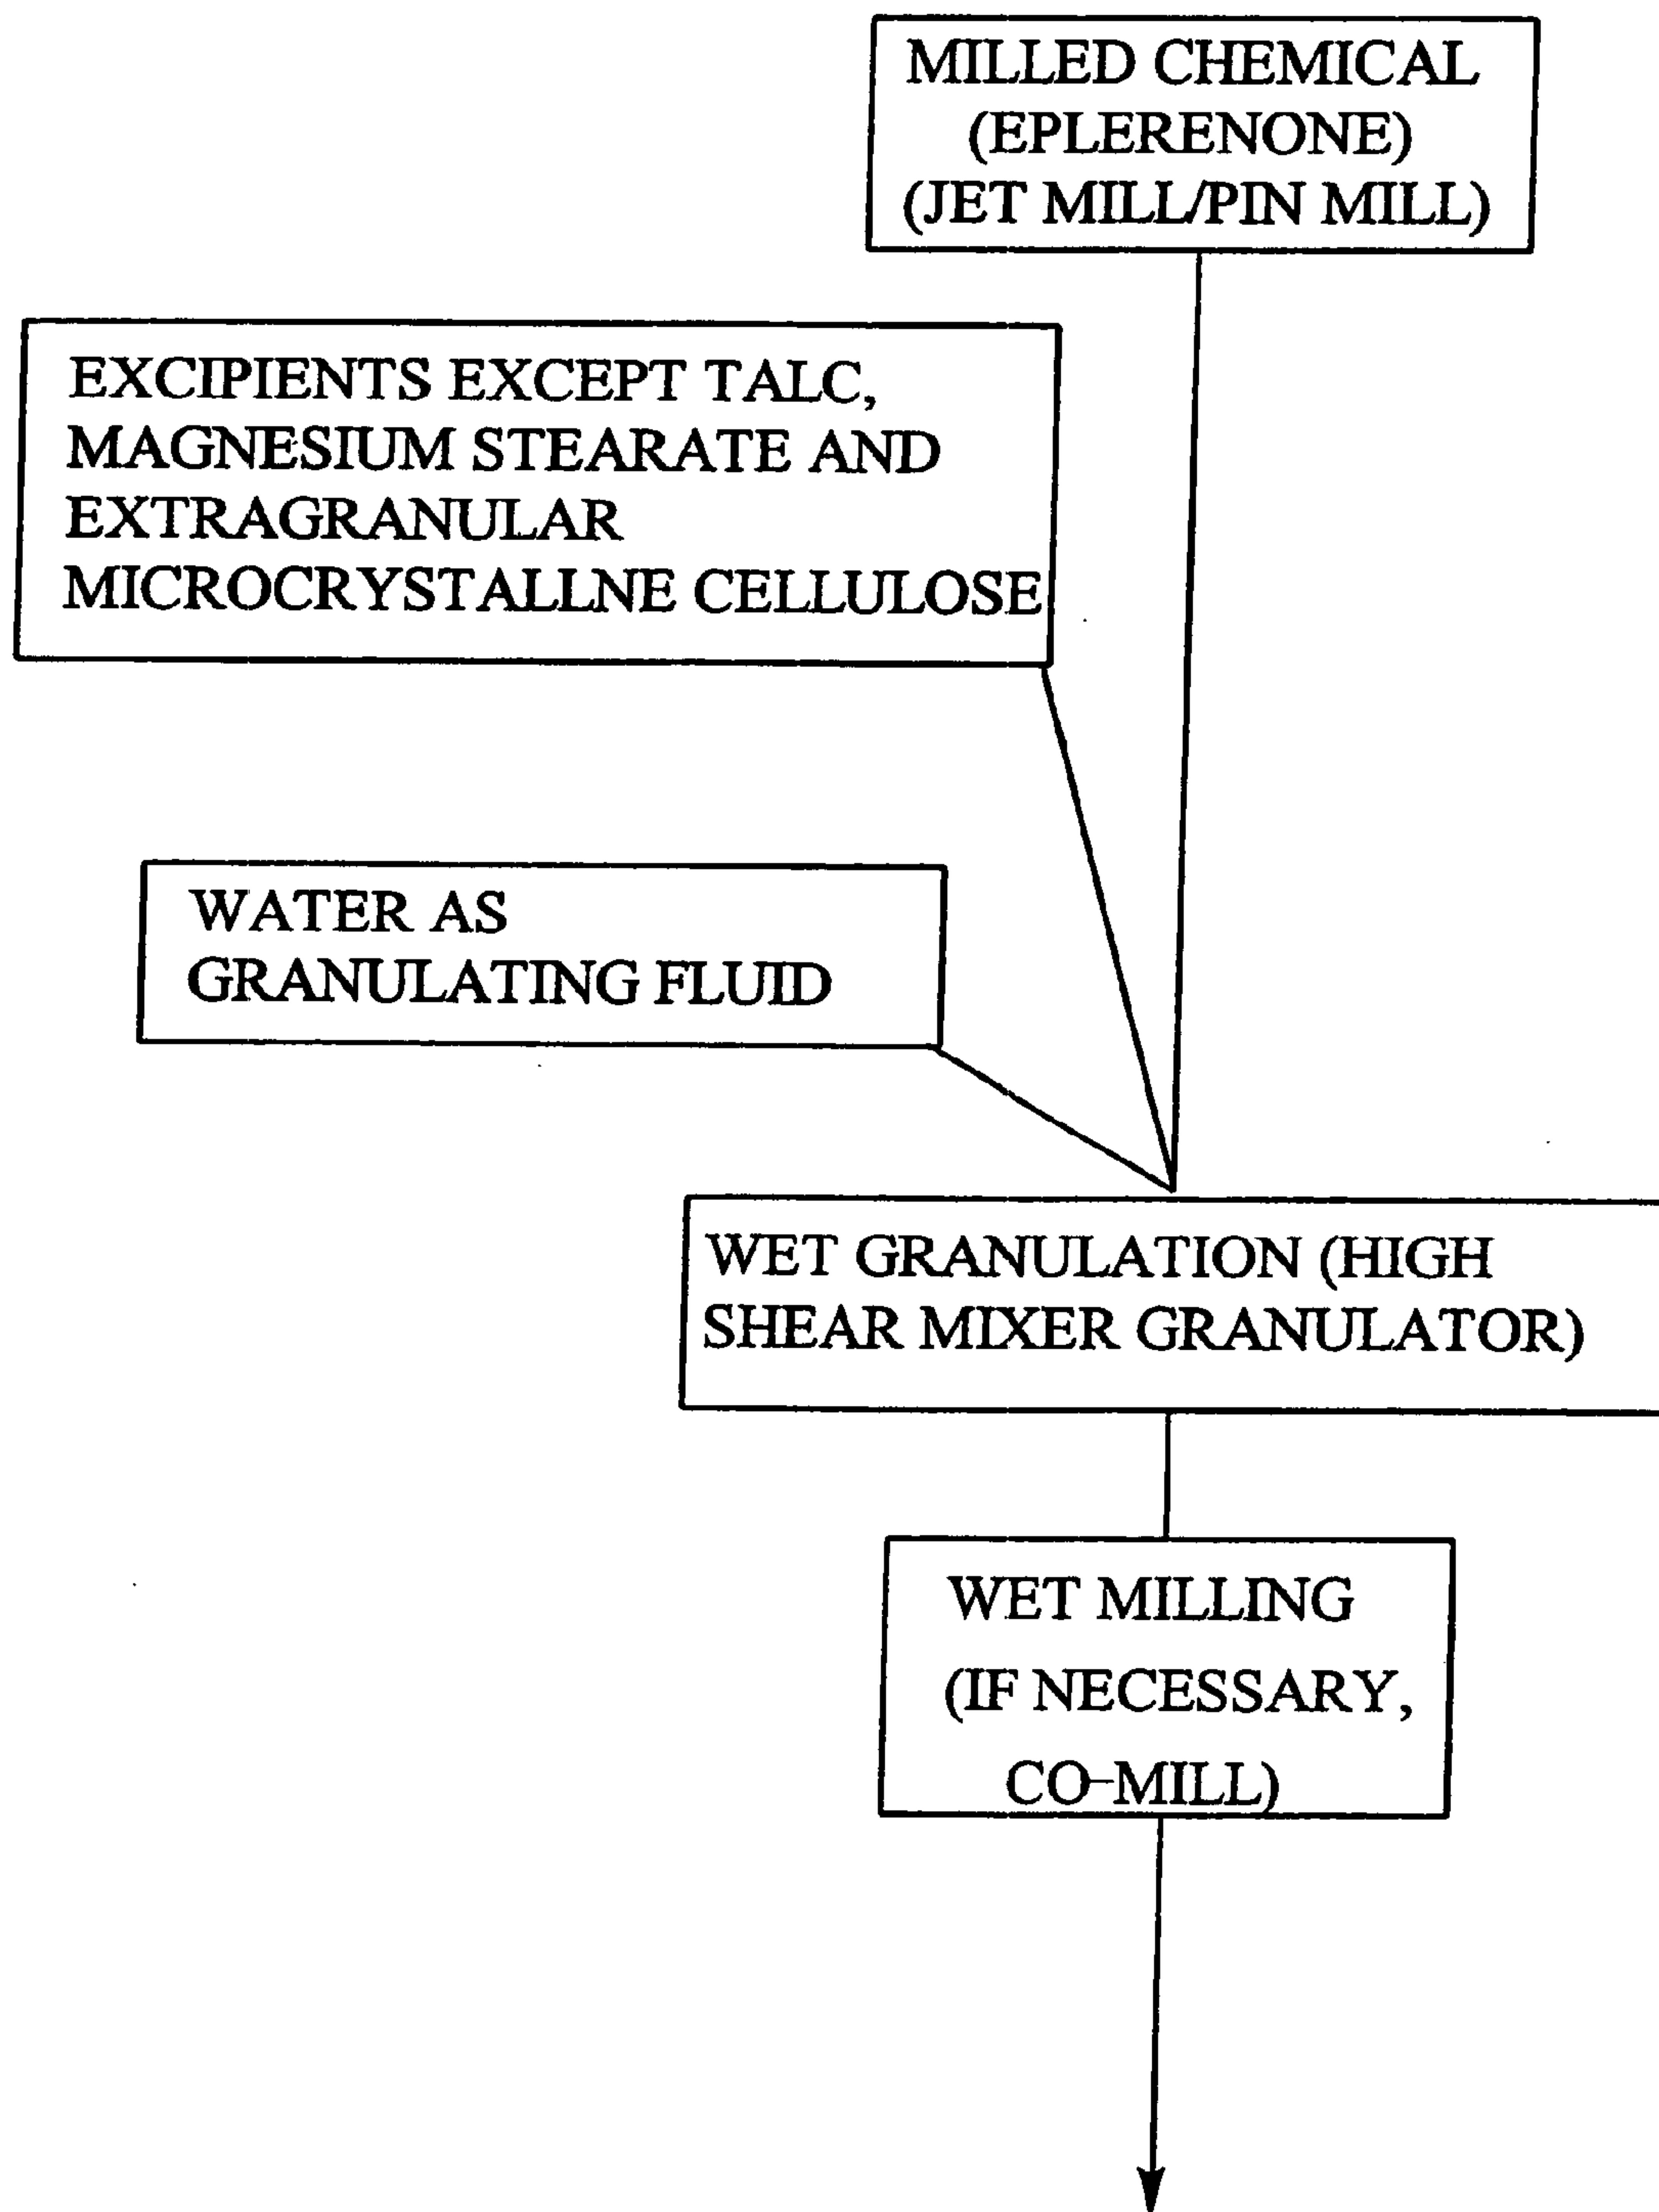 MILLED CHEMICAL
(EPLERENONE)
(JET MILL/PIN MILL)
EXCIPIENTS EXCEPT TALC,
MAGNESIUM STEARATE AND
EXTRAGRANULAR
MICROCRYSTALLNE CELLULOSE
WATER AS
GRANULATING FLUID
WET GRANULATION (HIGH
SHEAR MIXER GRANULATOR)
WET MILLING
(IF NECESSARY,
CO-MILL)